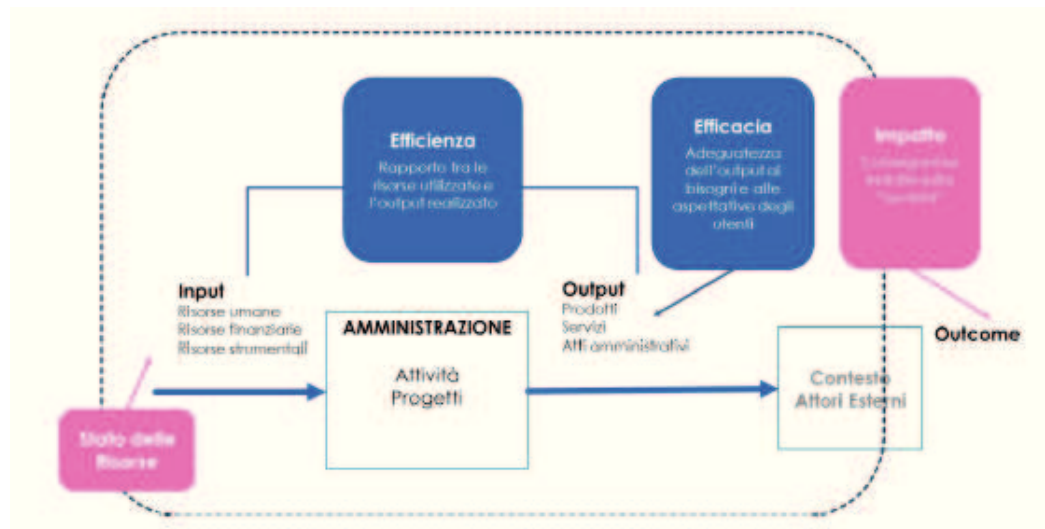 Efficienza
Rapporto tra le
risorse utilizzate e
l'output realizzato
Efficacia
Adeguatezza
dell'output ai
bisogni e alle
aspettative degli
utenti
Impatto
Input
Risorse umane
Risorse finanziarie
Risorse strumentali
Output
Prodotti
Servizi
Atti amministrativi
AMMINISTRAZIONE
Attività
Progetti
Outcome
Contesto
Attori Esterni
Stato delle
Risorse